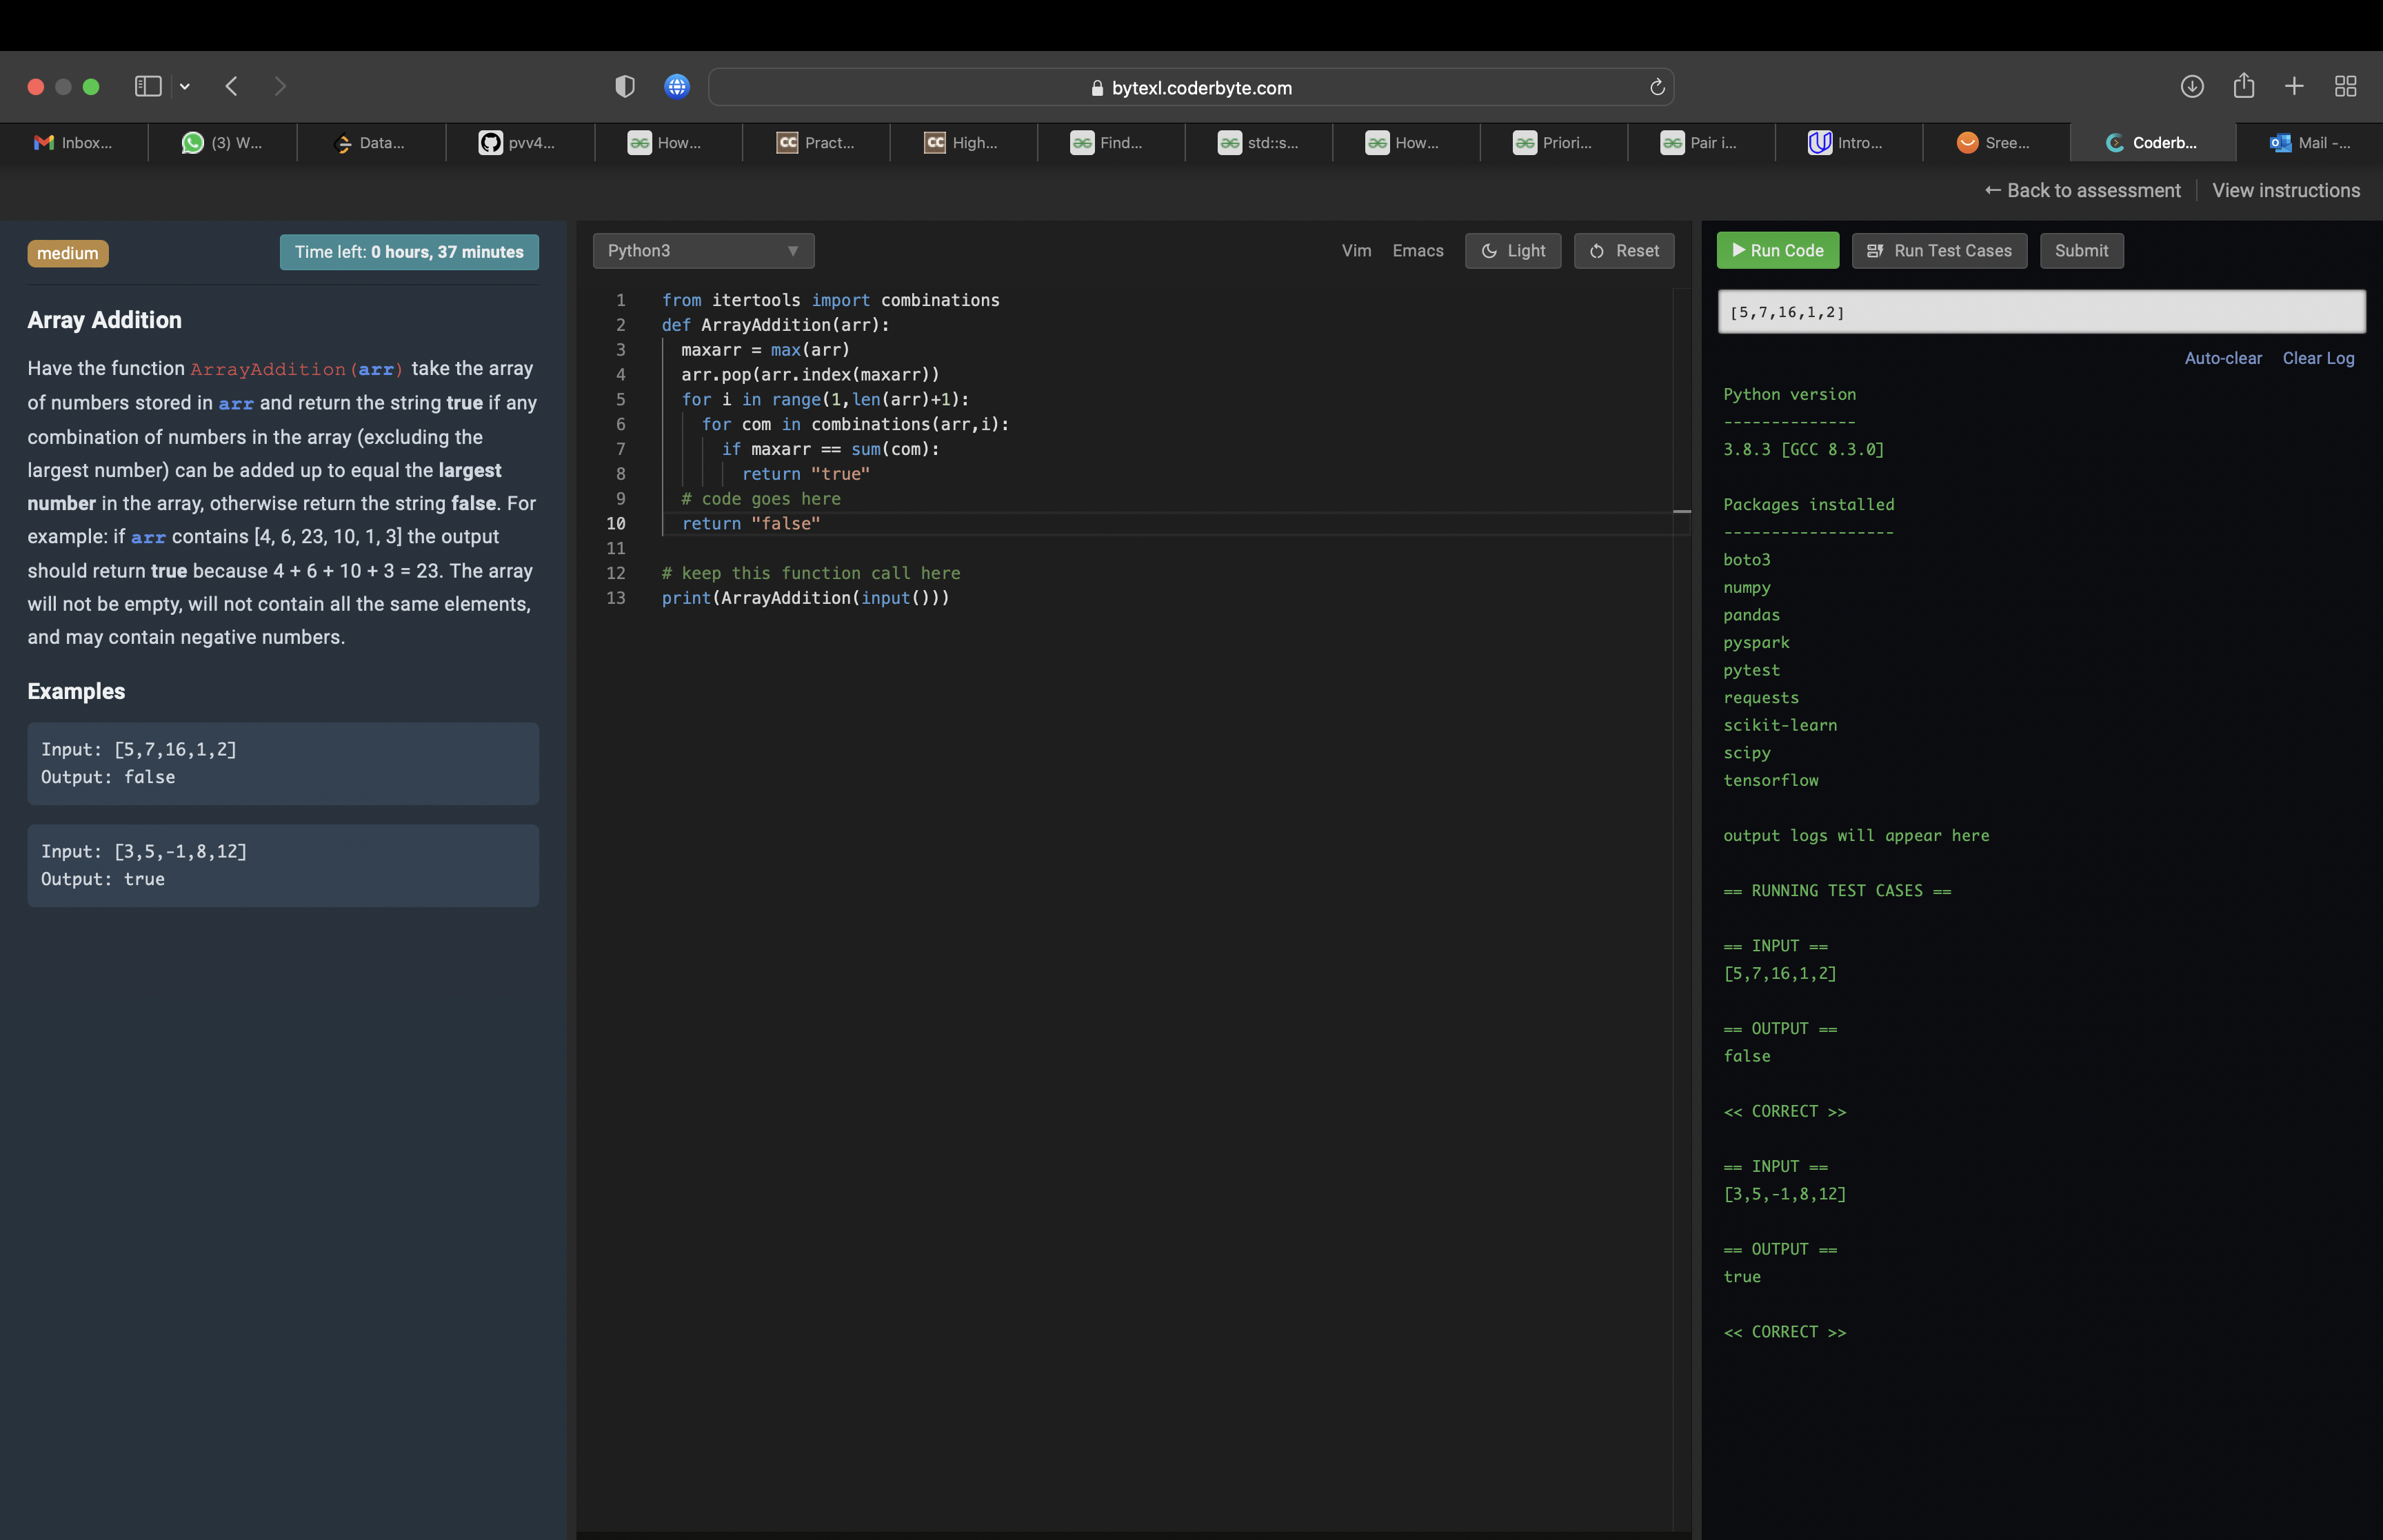 bytexl.coderbyte.com
Inbox...
(3) W...
Data...
pvv4...
How...
CC Pract...
CC High...
Find...
std::s...
How...
Priori...
Pair i...
Intro...
Sree...
Coderb...
Mail -...
← Back to assessment
View instructions
medium
Time left: 0 hours, 37 minutes
Array Addition
Have the function ArrayAddition(arr) take the array
of numbers stored in arr and return the string true if any
combination of numbers in the array (excluding the
largest number) can be added up to equal the largest
number in the array, otherwise return the string false. For
example: if arr contains [4, 6, 23, 10, 1, 3] the output
should return true because 4 + 6 + 10 + 3 = 23. The array
will not be empty, will not contain all the same elements,
and may contain negative numbers.
Examples
Input: [5,7,16,1,2]
Output: false
Input: [3,5,-1,8,12]
Output: true
Python3
Vim
Emacs
Light
Reset
1 from itertools import combinations
2 def ArrayAddition(arr):
3 maxarr = max(arr)
4 arr.pop(arr.index(maxarr))
5 for i in range(1,len(arr)+1):
6 for com in combinations(arr,i):
7 if maxarr == sum(com):
8 return "true"
9 # code goes here
10 return "false"
11
12 # keep this function call here
13 print(ArrayAddition(input()))
Run Code
Run Test Cases
Submit
[5,7,16,1,2]
Auto-clear
Clear Log
Python version
--------------
3.8.3 [GCC 8.3.0]
Packages installed
------------------
boto3
numpy
pandas
pyspark
pytest
requests
scikit-learn
scipy
tensorflow
output logs will appear here
== RUNNING TEST CASES ==
== INPUT ==
[5,7,16,1,2]
== OUTPUT ==
false
<< CORRECT >>
== INPUT ==
[3,5,-1,8,12]
== OUTPUT ==
true
<< CORRECT >>